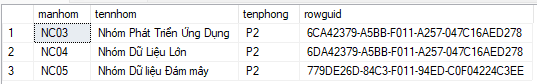 manhom tennhom tenphong rowguid
1 NC03 Nhóm Phát Triển Ứng Dụng P2 6CA42379-A5BB-F011-A257-047C16AED278
2 NC04 Nhóm Dữ Liệu Lớn P2 6DA42379-A5BB-F011-A257-047C16AED278
3 NC05 Nhóm Dữ liệu Đám mây P2 779DE26D-84C3-F011-94ED-C0F04224C3EE